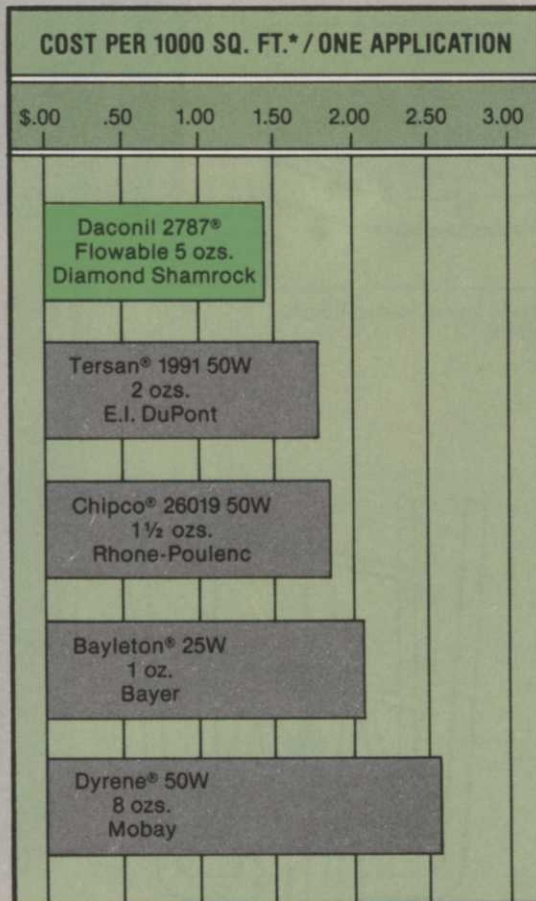 COST PER 1000 SQ. FT.* / ONE APPLICATION
$.00 .50 1.00 1.50 2.00 2.50 3.00
Daconil 2787®
Flowable 5 ozs.
Diamond Shamrock
Tersan® 1991 50W
2 ozs.
E.I. DuPont
Chipco® 26019 50W
1½ ozs.
Rhone-Poulenc
Bayleton® 25W
1 oz.
Bayer
Dyrene® 50W
8 ozs.
Mobay